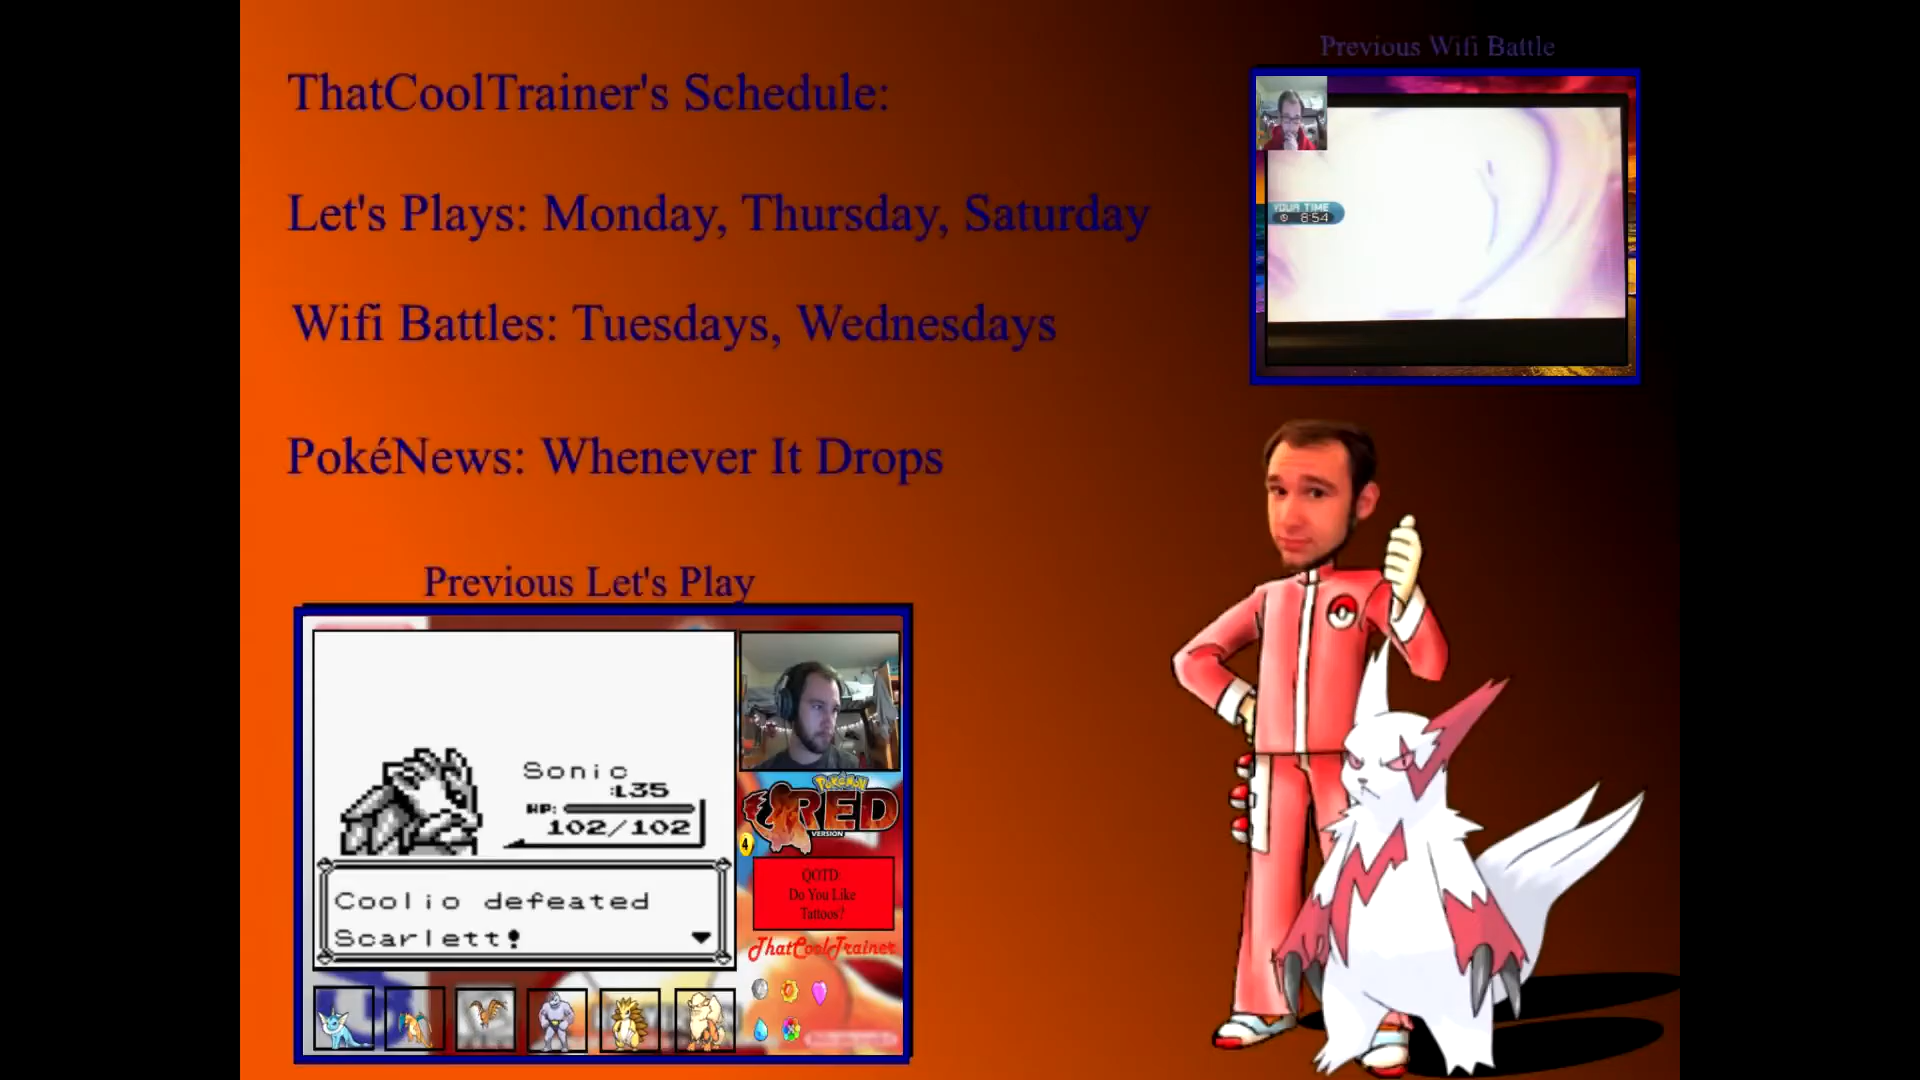 Previous Wifi Battle
ThatCoolTrainer's Schedule:
Let's Plays: Monday, Thursday, Saturday
YOUR TIME
8:54
Wifi Battles: Tuesdays, Wednesdays
PokéNews: Whenever It Drops
Previous Let's Play
Sonic
:L35
HP:
102/102
Coolio defeated
Scarlett!
Pokémon
RED
VERSION
4
QOTD:
Do You Like
Tattoos?
ThatCoolTrainer